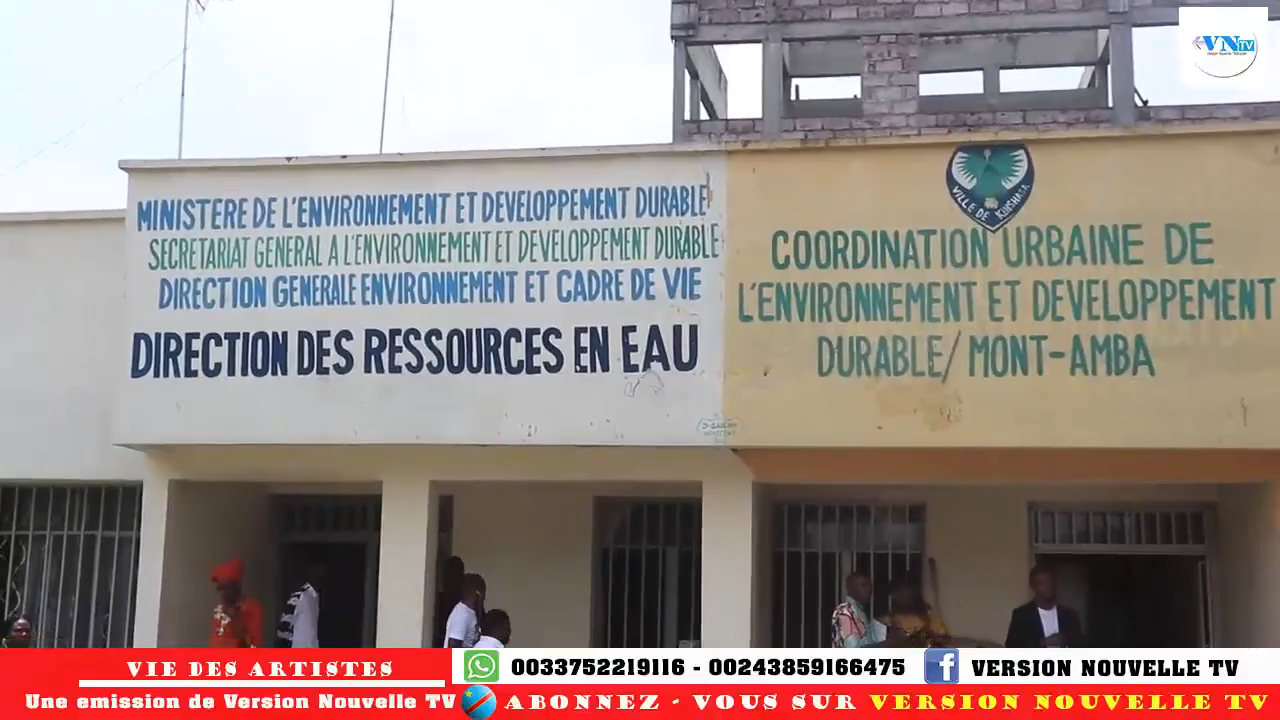 VNTV
MINISTERE DE L'ENVIRONNEMENT ET DEVELOPPEMENT DURABLE
SECRETARIAT GENERAL A L'ENVIRONNEMENT ET DEVELOPPEMENT DURABLE
DIRECTION GENERALE ENVIRONNEMENT ET CADRE DE VIE
DIRECTION DES RESSOURCES EN EAU
VILLE DE KINSHASA
COORDINATION URBAINE DE
L'ENVIRONNEMENT ET DEVELOPPEMENT
DURABLE/MONT-AMBA
VIE DES ARTISTES
Une emission de Version Nouvelle TV
0033752219116 - 00243859166475
VERSION NOUVELLE TV
ABONNEZ - VOUS SUR VERSION NOUVELLE TV